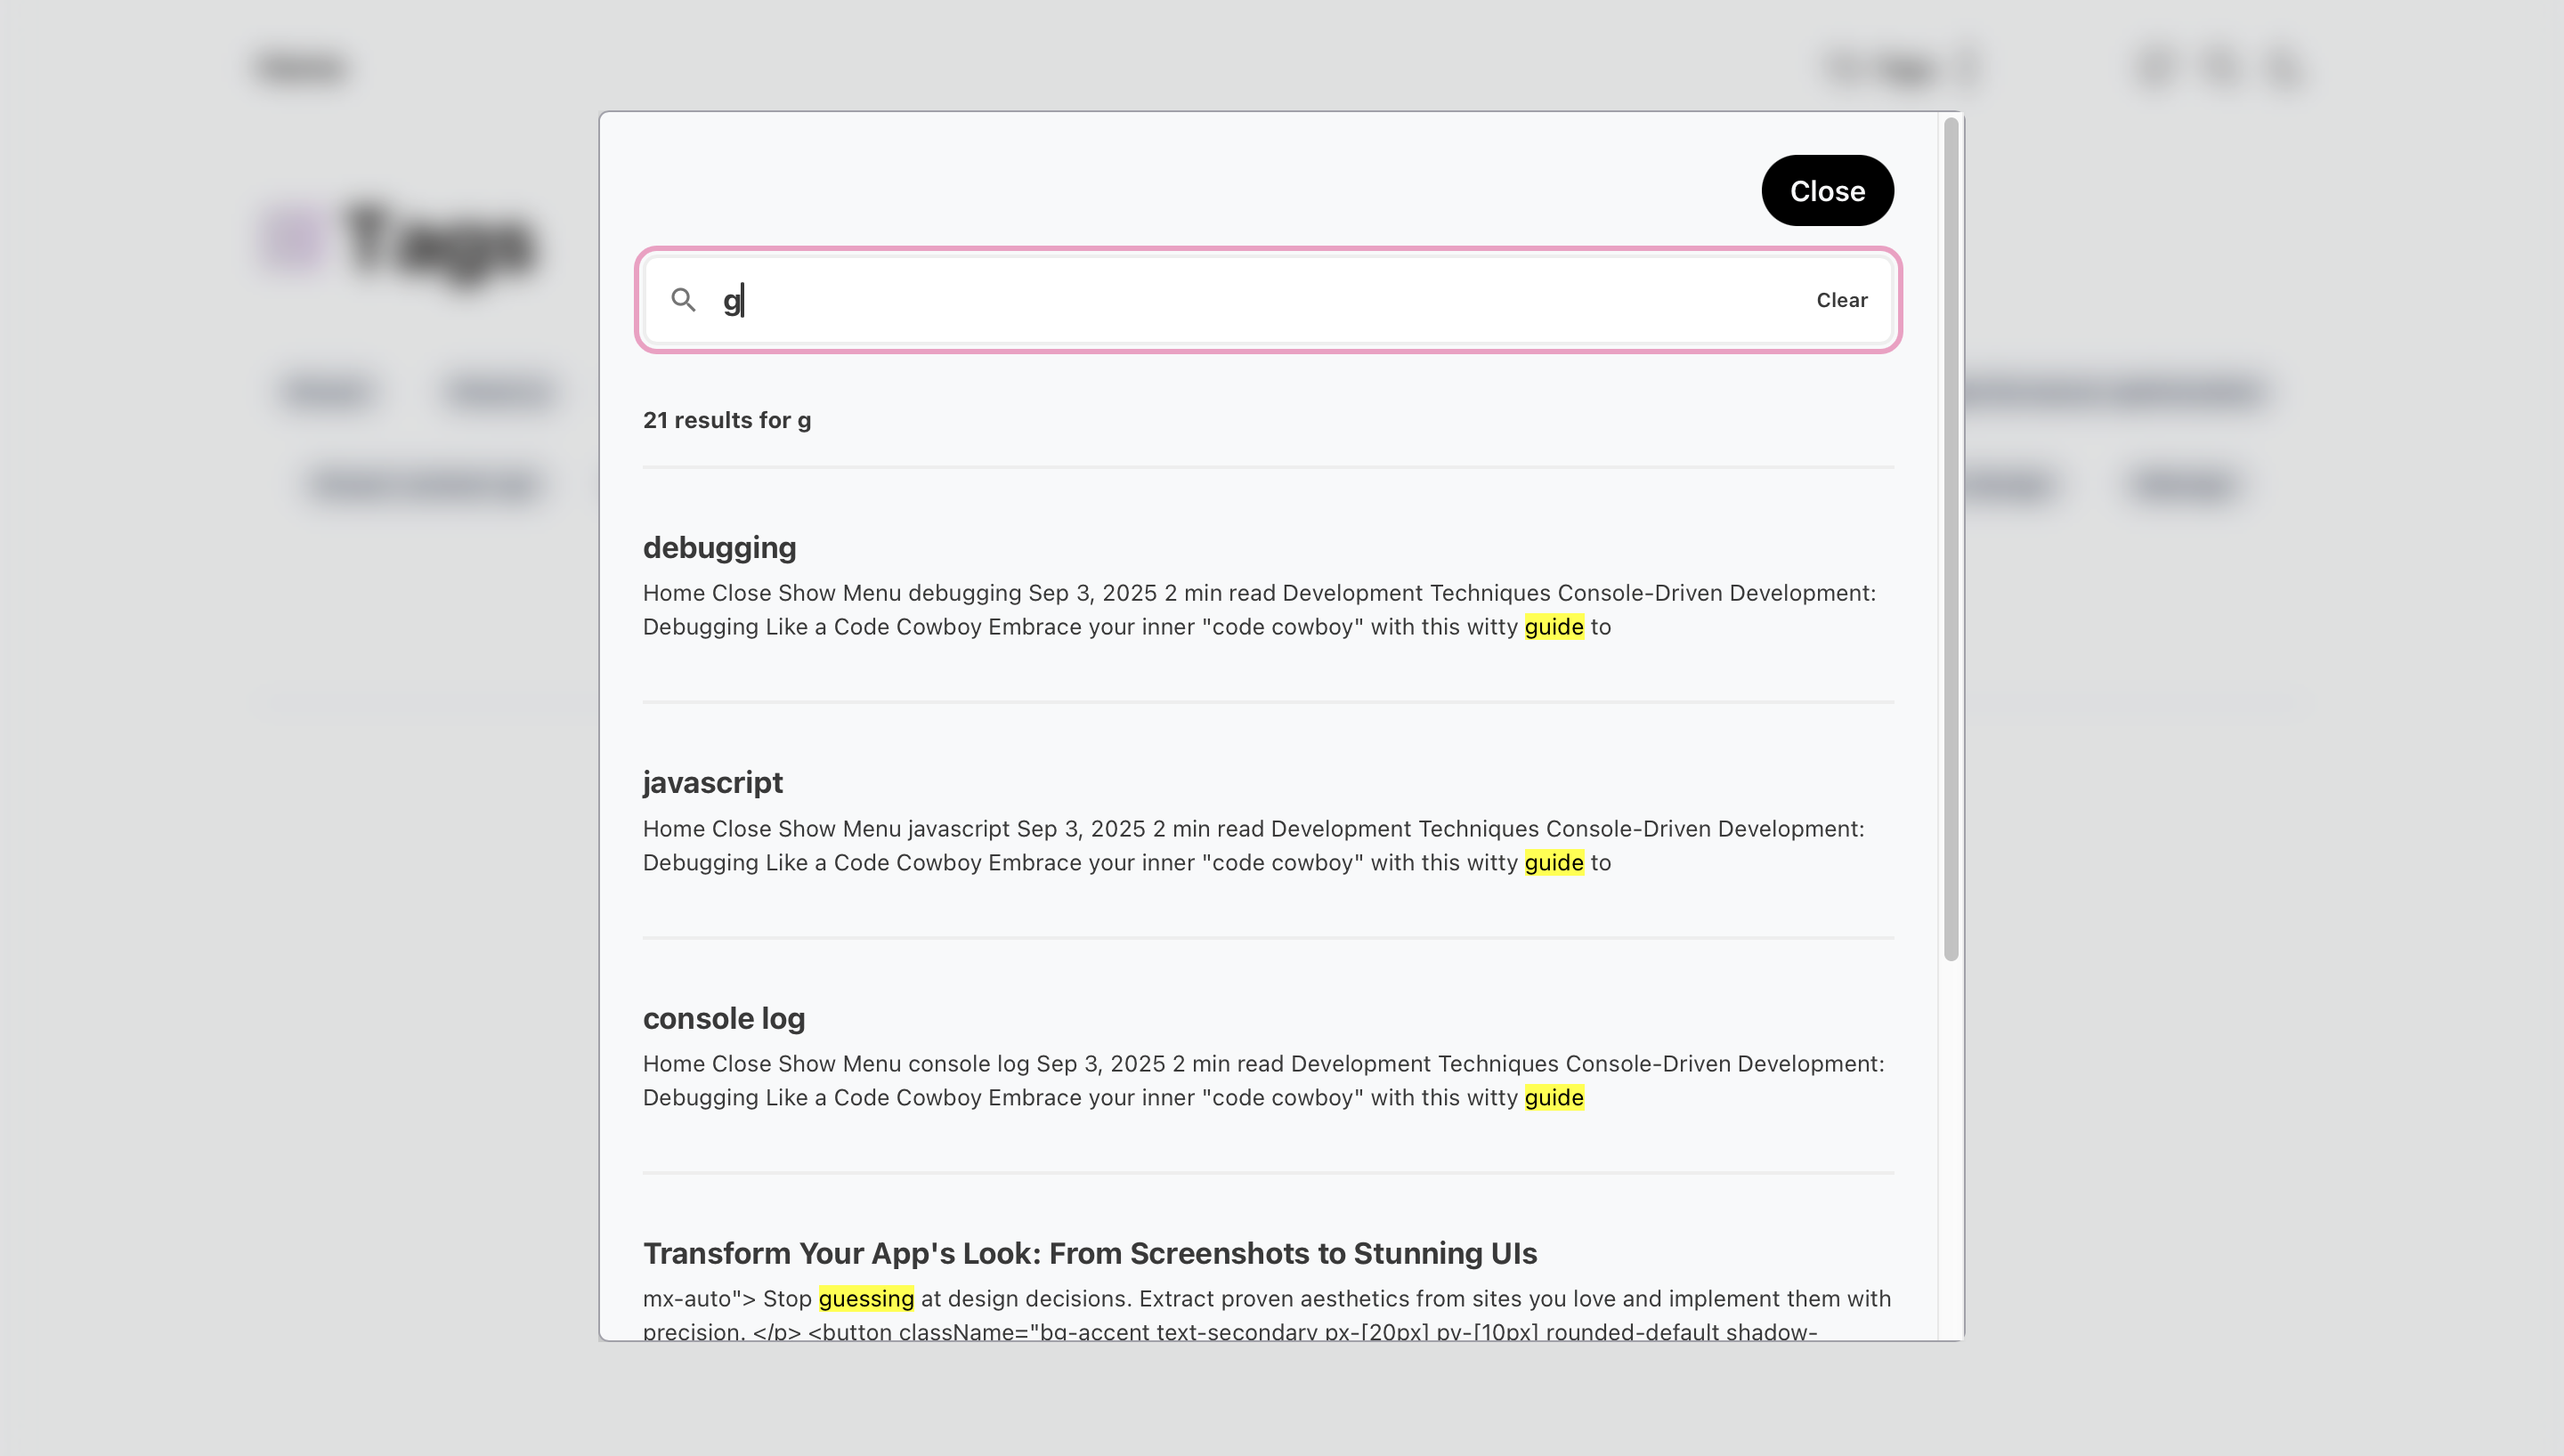 Tags
Close
g
Clear
21 results for g
debugging
Home Close Show Menu debugging Sep 3, 2025 2 min read Development Techniques Console-Driven Development:
Debugging Like a Code Cowboy Embrace your inner "code cowboy" with this witty guide to
javascript
Home Close Show Menu javascript Sep 3, 2025 2 min read Development Techniques Console-Driven Development:
Debugging Like a Code Cowboy Embrace your inner "code cowboy" with this witty guide to
console log
Home Close Show Menu console log Sep 3, 2025 2 min read Development Techniques Console-Driven Development:
Debugging Like a Code Cowboy Embrace your inner "code cowboy" with this witty guide
Transform Your App's Look: From Screenshots to Stunning UIs
mx-auto"> Stop guessing at design decisions. Extract proven aesthetics from sites you love and implement them with
precision. </p> <button className="bg-accent text-secondary px-[20px] py-[10px] rounded-default shadow-